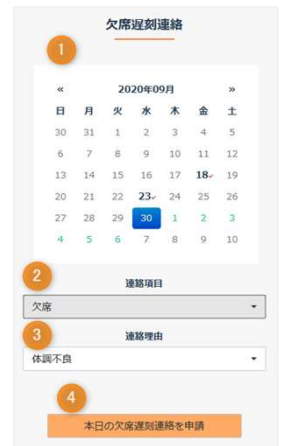 欠席遅刻連絡
1
« 2020年09月 »
日 月 火 水 木 金 土
30 31 1 2 3 4 5
6 7 8 9 10 11 12
13 14 15 16 17 18✓ 19
20 21 22 23✓ 24 25 26
27 28 29 30 1 2 3
4 5 6 7 8 9 10
2
連絡項目
欠席
3
連絡理由
体調不良
4
本日の欠席遅刻連絡を申請